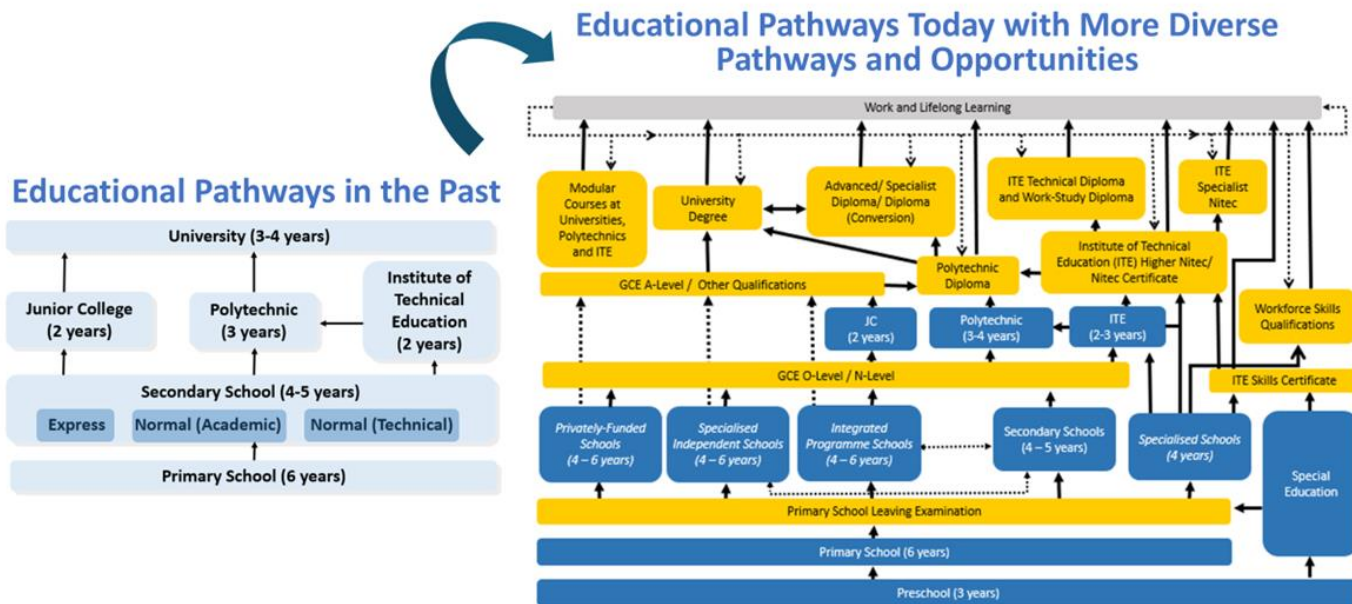 Educational Pathways Today with More Diverse
Pathways and Opportunities
Educational Pathways in the Past
University (3-4 years)
Junior College
(2 years)
Polytechnic
(3 years)
Institute of
Technical
Education
(2 years)
Secondary School (4-5 years)
Express
Normal (Academic)
Normal (Technical)
Primary School (6 years)
Work and Lifelong Learning
Modular
Courses at
Universities,
Polytechnics
and ITE
University
Degree
Advanced/ Specialist
Diploma/ Diploma
(Conversion)
ITE Technical Diploma
and Work-Study Diploma
ITE
Specialist
Nitec
Polytechnic
Diploma
Institute of Technical
Education (ITE) Higher Nitec/
Nitec Certificate
GCE A-Level / Other Qualifications
JC
(2 years)
Polytechnic
(3-4 years)
ITE
(2-3 years)
Workforce Skills
Qualifications
GCE O-Level / N-Level
ITE Skills Certificate
Privately-Funded
Schools
(4 – 6 years)
Specialised
Independent Schools
(4 – 6 years)
Integrated
Programme Schools
(4 – 6 years)
Secondary Schools
(4 – 5 years)
Specialised Schools
(4 years)
Special
Education
Primary School Leaving Examination
Primary School (6 years)
Preschool (3 years)